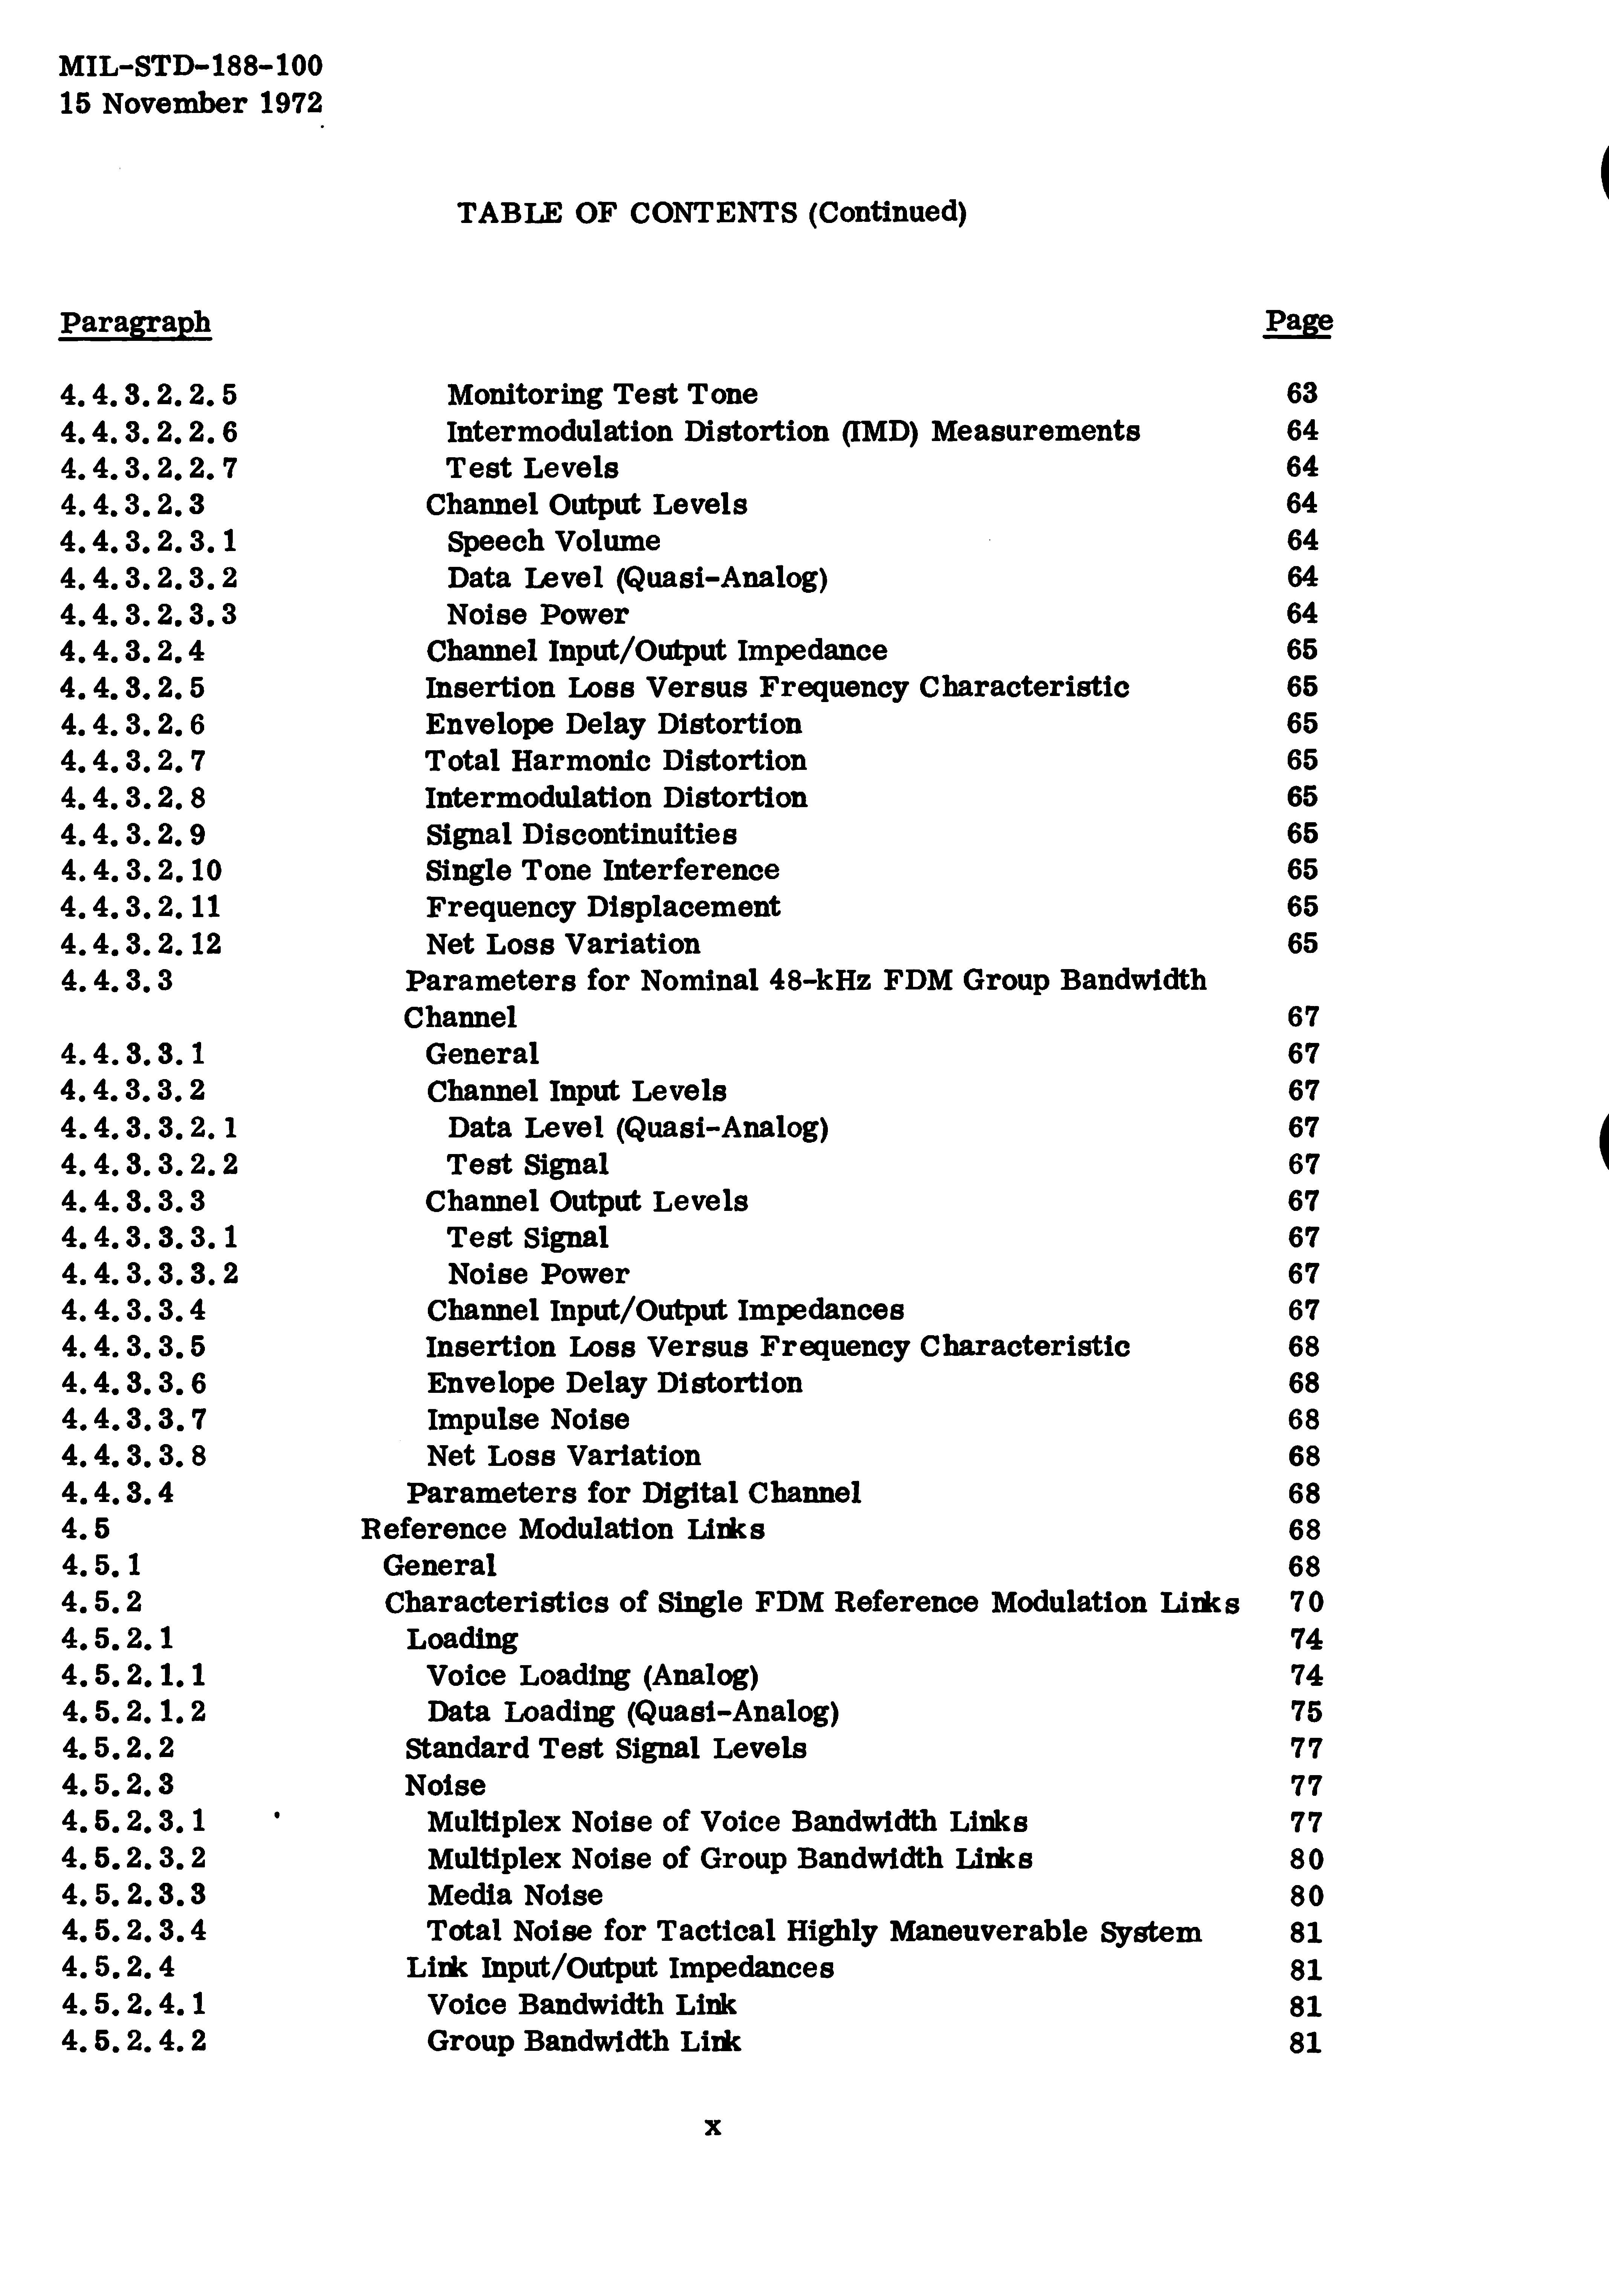 MIL-STD-188-100
15 November 1972
TABLE OF CONTENTS (Continued)
Paragraph Page
4.4.3.2.2.5 Monitoring Test Tone 63
4.4.3.2.2.6 Intermodulation Distortion (IMD) Measurements 64
4.4.3.2.2.7 Test Levels 64
4.4.3.2.3 Channel Output Levels 64
4.4.3.2.3.1 Speech Volume 64
4.4.3.2.3.2 Data Level (Quasi-Analog) 64
4.4.3.2.3.3 Noise Power 64
4.4.3.2.4 Channel Input/Output Impedance 65
4.4.3.2.5 Insertion Loss Versus Frequency Characteristic 65
4.4.3.2.6 Envelope Delay Distortion 65
4.4.3.2.7 Total Harmonic Distortion 65
4.4.3.2.8 Intermodulation Distortion 65
4.4.3.2.9 Signal Discontinuities 65
4.4.3.2.10 Single Tone Interference 65
4.4.3.2.11 Frequency Displacement 65
4.4.3.2.12 Net Loss Variation 65
4.4.3.3 Parameters for Nominal 48-kHz FDM Group Bandwidth
Channel 67
4.4.3.3.1 General 67
4.4.3.3.2 Channel Input Levels 67
4.4.3.3.2.1 Data Level (Quasi-Analog) 67
4.4.3.3.2.2 Test Signal 67
4.4.3.3.3 Channel Output Levels 67
4.4.3.3.3.1 Test Signal 67
4.4.3.3.3.2 Noise Power 67
4.4.3.3.4 Channel Input/Output Impedances 67
4.4.3.3.5 Insertion Loss Versus Frequency Characteristic 68
4.4.3.3.6 Envelope Delay Distortion 68
4.4.3.3.7 Impulse Noise 68
4.4.3.3.8 Net Loss Variation 68
4.4.3.4 Parameters for Digital Channel 68
4.5 Reference Modulation Links 68
4.5.1 General 68
4.5.2 Characteristics of Single FDM Reference Modulation Links 70
4.5.2.1 Loading 74
4.5.2.1.1 Voice Loading (Analog) 74
4.5.2.1.2 Data Loading (Quasi-Analog) 75
4.5.2.2 Standard Test Signal Levels 77
4.5.2.3 Noise 77
4.5.2.3.1 Multiplex Noise of Voice Bandwidth Links 77
4.5.2.3.2 Multiplex Noise of Group Bandwidth Links 80
4.5.2.3.3 Media Noise 80
4.5.2.3.4 Total Noise for Tactical Highly Maneuverable System 81
4.5.2.4 Link Input/Output Impedances 81
4.5.2.4.1 Voice Bandwidth Link 81
4.5.2.4.2 Group Bandwidth Link 81
x